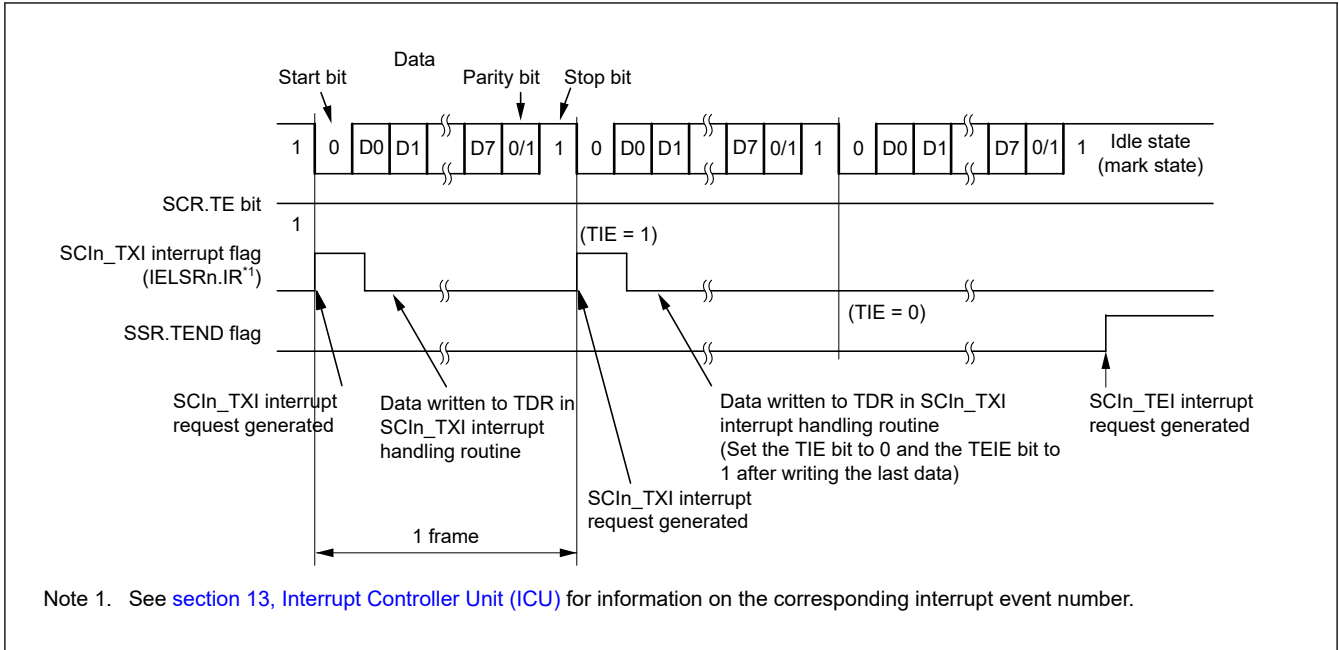 Data
Start bit
Parity bit
Stop bit
1 0 D0 D1 D7 0/1 1 0 D0 D1 D7 0/1 1 0 D0 D1 D7 0/1 1
Idle state
(mark state)
SCR.TE bit
1
SCIn_TXI interrupt flag
(IELSRn.IR*1)
(TIE = 1)
(TIE = 0)
SSR.TEND flag
SCIn_TXI interrupt
request generated
Data written to TDR in
SCIn_TXI interrupt
handling routine
SCIn_TXI interrupt
request generated
Data written to TDR in SCIn_TXI
interrupt handling routine
(Set the TIE bit to 0 and the TEIE bit to
1 after writing the last data)
SCIn_TEI interrupt
request generated
1 frame
Note 1. See section 13, Interrupt Controller Unit (ICU) for information on the corresponding interrupt event number.